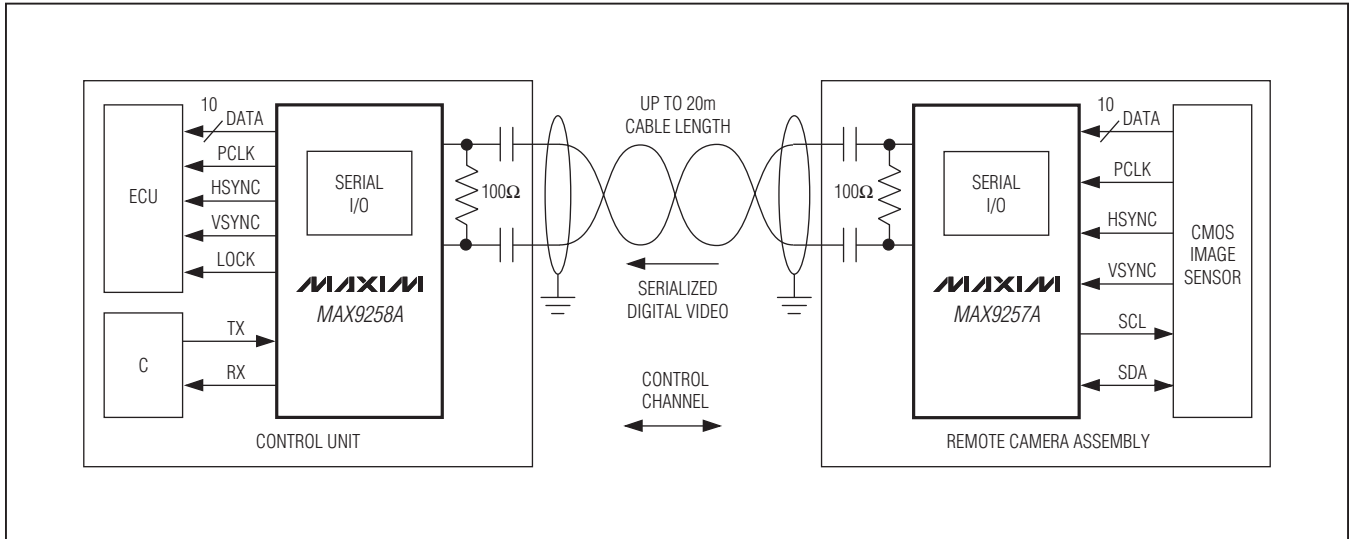 10
DATA
PCLK
HSYNC
VSYNC
LOCK
ECU
TX
RX
C
SERIAL
I/O
MAXIM
MAX9258A
CONTROL UNIT
100Ω
UP TO 20m
CABLE LENGTH
SERIALIZED
DIGITAL VIDEO
CONTROL
CHANNEL
100Ω
SERIAL
I/O
MAXIM
MAX9257A
10
DATA
PCLK
HSYNC
VSYNC
SCL
SDA
CMOS
IMAGE
SENSOR
REMOTE CAMERA ASSEMBLY